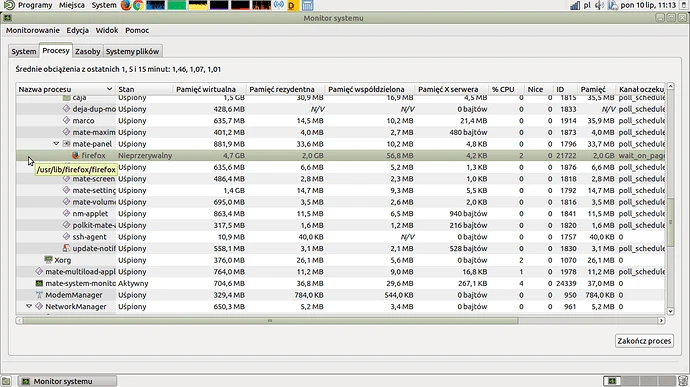 Programy Miejsca System pl pon 10 lip, 11:13
Monitor systemu
Monitorowanie Edycja Widok Pomoc
System Procesy Zasoby Systemy plików
Średnie obciążenia z ostatnich 1, 5 i 15 minut: 1,46, 1,07, 1,01
Nazwa procesu Stan Pamięć wirtualna Pamięć rezydentna Pamięć współdzielona Pamięć X serwera % CPU Nice ID Pamięć Kanał oczeku
caja Uśpiony 1,5 GB 30,9 MB 16,9 MB 4,5 MB 0 0 1815 35,5 MB poll_schedule
deja-dup-mo Uśpiony 428,6 MB N/V N/V 0 bajtów 0 0 1833 N/V poll_schedule
marco Uśpiony 635,7 MB 14,5 MB 10,2 MB 21,4 MB 0 0 1914 35,9 MB poll_schedule
mate-maxim Uśpiony 401,2 MB 4,0 MB 2,7 MB 480 bajtów 0 0 1873 4,0 MB poll_schedule
mate-panel Uśpiony 881,9 MB 33,6 MB 10,2 MB 4,8 KB 0 0 1796 33,7 MB poll_schedule
firefox Nieprzerywalny 4,7 GB 2,0 GB 56,8 MB 4,2 KB 2 0 21722 2,0 GB wait_on_page
/usr/lib/firefox/firefox Uśpiony 635,6 MB 6,6 MB 5,2 MB 1,3 KB 0 0 1876 6,6 MB poll_schedule
mate-screen Uśpiony 486,4 MB 2,8 MB 2,3 MB 1,0 KB 0 0 1818 2,8 MB poll_schedule
mate-setting Uśpiony 1,4 GB 14,7 MB 9,3 MB 5,5 KB 0 0 1792 14,7 MB poll_schedule
mate-volum Uśpiony 695,0 MB 3,5 MB 2,6 MB 2,0 KB 0 0 1816 3,5 MB poll_schedule
nm-applet Uśpiony 863,4 MB 11,5 MB 6,5 MB 940 bajtów 0 0 1841 11,5 MB poll_schedule
polkit-mate- Uśpiony 317,5 MB 1,6 MB 1,2 MB 216 bajtów 0 0 1820 1,6 MB poll_schedule
ssh-agent Uśpiony 10,9 MB 40,0 KB N/V 0 bajtów 0 0 1757 40,0 KB 0
update-notif Uśpiony 558,1 MB 3,1 MB 2,1 MB 528 bajtów 0 0 1830 3,1 MB poll_schedule
Xorg Uśpiony 376,0 MB 26,1 MB 5,6 MB 0 bajtów 2 0 1070 26,1 MB 0
mate-multiload-appl Uśpiony 764,0 MB 11,2 MB 9,0 MB 16,8 KB 1 0 1978 11,2 MB poll_schedule
mate-system-monito Aktywny 704,6 MB 36,8 MB 29,6 MB 267,1 KB 4 0 24339 37,0 MB 0
ModemManager Uśpiony 329,4 MB 784,0 KB 544,0 KB 0 bajtów 0 0 950 784,0 KB poll_schedule
NetworkManager Uśpiony 650,3 MB 5,2 MB 3,4 MB 0 bajtów 0 0 961 5,2 MB poll_schedule
Zakończ proces
Monitor systemu